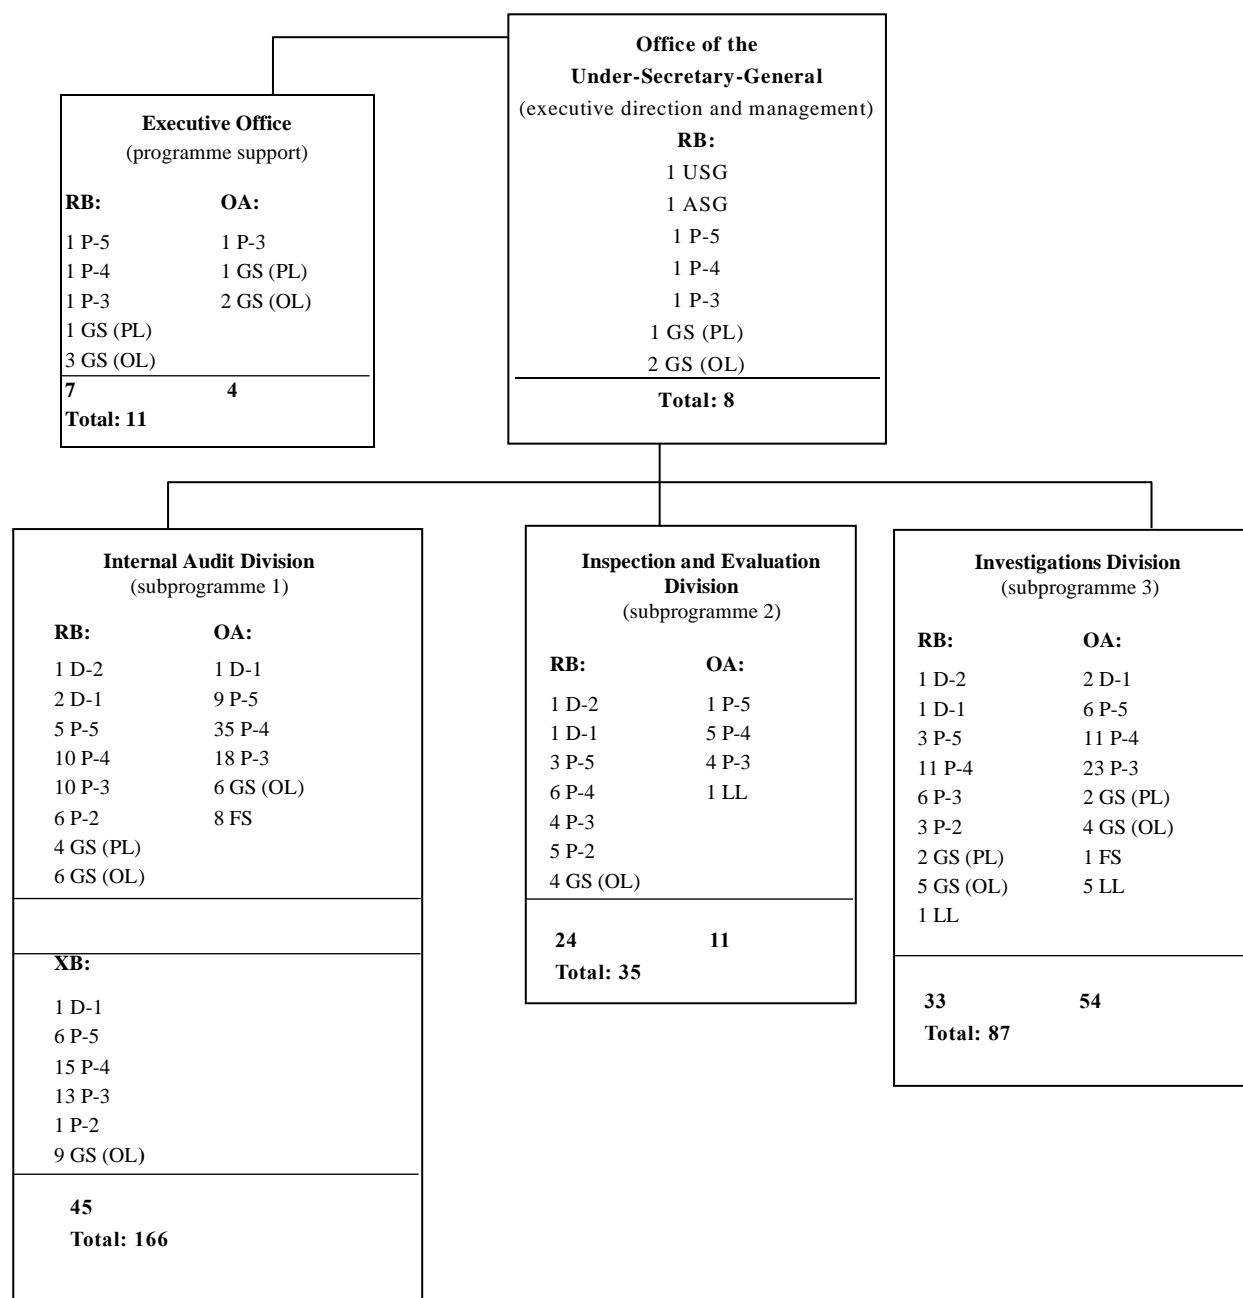 Office of the
Under-Secretary-General
(executive direction and management)
RB:
1 USG
1 ASG
1 P-5
1 P-4
1 P-3
1 GS (PL)
2 GS (OL)
Total: 8
Executive Office
(programme support)
RB: OA:
1 P-5 1 P-3
1 P-4 1 GS (PL)
1 P-3 2 GS (OL)
1 GS (PL)
3 GS (OL)
7 4
Total: 11
Internal Audit Division
(subprogramme 1)
RB: OA:
1 D-2 1 D-1
2 D-1 9 P-5
5 P-5 35 P-4
10 P-4 18 P-3
10 P-3 6 GS (OL)
6 P-2 8 FS
4 GS (PL)
6 GS (OL)
XB:
1 D-1
6 P-5
15 P-4
13 P-3
1 P-2
9 GS (OL)
45
Total: 166
Inspection and Evaluation
Division
(subprogramme 2)
RB: OA:
1 D-2 1 P-5
1 D-1 5 P-4
3 P-5 4 P-3
6 P-4 1 LL
4 P-3
5 P-2
4 GS (OL)
24 11
Total: 35
Investigations Division
(subprogramme 3)
RB: OA:
1 D-2 2 D-1
1 D-1 6 P-5
3 P-5 11 P-4
11 P-4 23 P-3
6 P-3 2 GS (PL)
3 P-2 4 GS (OL)
2 GS (PL) 1 FS
5 GS (OL) 5 LL
1 LL
33 54
Total: 87